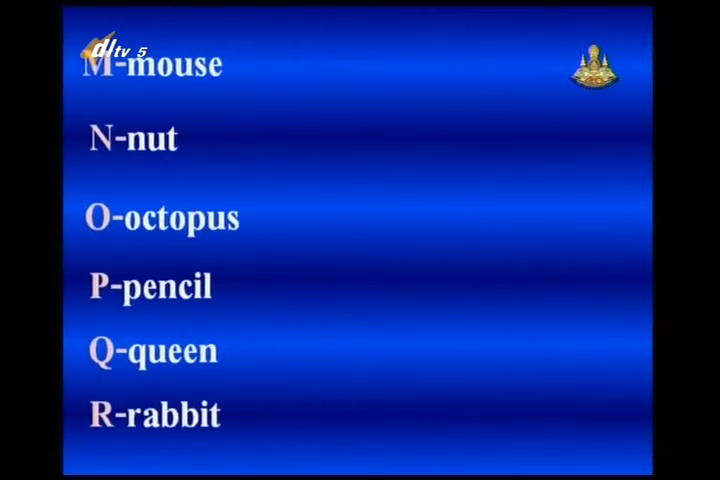 dltv 5
M-mouse
N-nut
O-octopus
P-pencil
Q-queen
R-rabbit